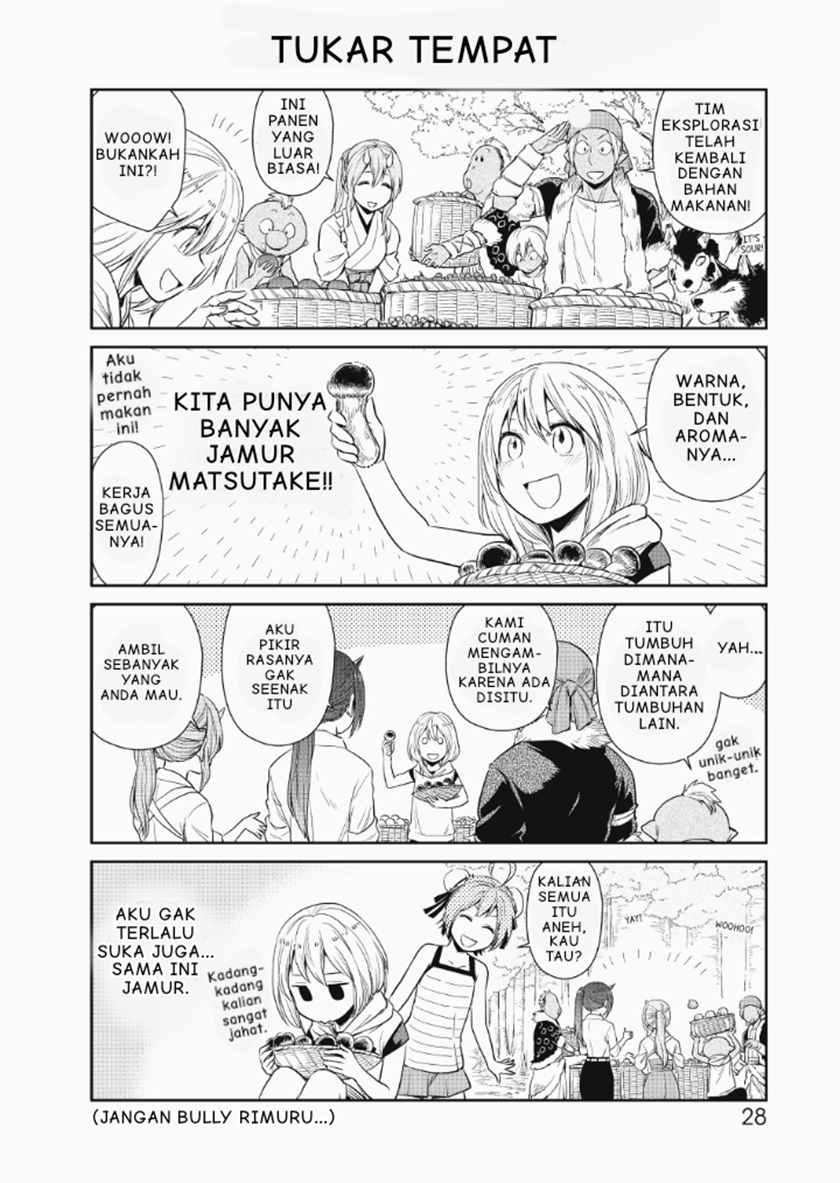 TUKAR TEMPAT
TIM
EKSPLORASI
TELAH
KEMBALI
DENGAN
BAHAN
MAKANAN!
IT'S
SOUR!
INI
PANEN
YANG
LUAR
BIASA!
WOOOW!
BUKANKAH
INI?!
WARNA,
BENTUK,
DAN
AROMA-
NYA...
KITA PUNYA
BANYAK
JAMUR
MATSUTAKE!!
Aku
tidak
pernah
makan
ini!
KERJA
BAGUS
SEMUA-
NYA!
YAH...
ITU
TUMBUH
DIMANA-
MANA
DIANTARA
TUMBUHAN
LAIN.
gak
unik-unik
banget.
KAMI
CUMAN
MENGAM-
BILNYA
KARENA ADA
DISITU.
AKU
PIKIR
RASANYA
GAK
SEENAK
ITU
AMBIL
SEBANYAK
YANG
ANDA MAU.
WOOHOO!
YAY!
KALIAN
SEMUA
ITU
ANEH,
KAU
TAU?
AKU GAK
TERLALU
SUKA JUGA...
SAMA INI
JAMUR.
Kadang-
kadang
kalian
sangat
jahat.
(JANGAN BULLY RIMURU...)
28